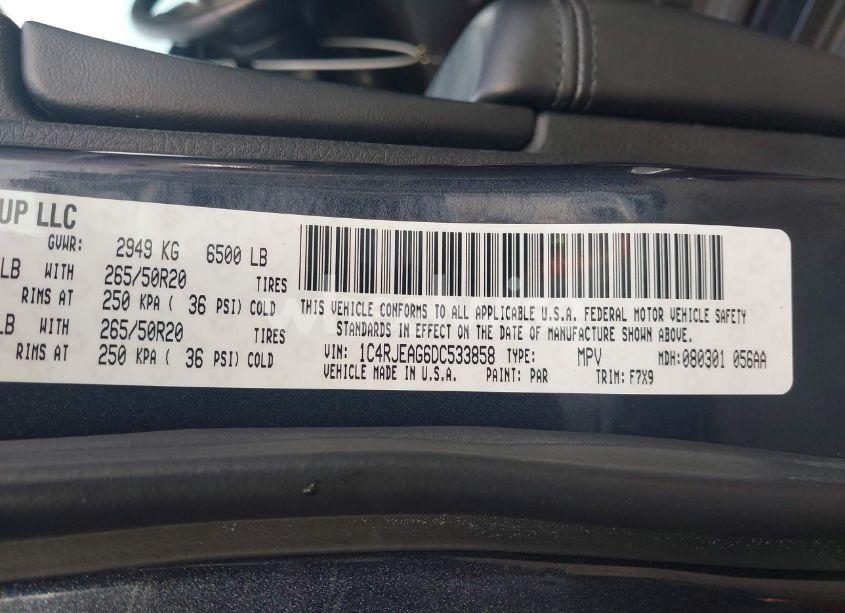 UP LLC
GVWR: 2949 KG 6500 LB
LB WITH 265/50R20 TIRES
RIMS AT 250 KPA ( 36 PSI) COLD
LB WITH 265/50R20 TIRES
RIMS AT 250 KPA ( 36 PSI) COLD
THIS VEHICLE CONFORMS TO ALL APPLICABLE U.S.A. FEDERAL MOTOR VEHICLE SAFETY
STANDARDS IN EFFECT ON THE DATE OF MANUFACTURE SHOWN ABOVE.
VIN: 1C4RJEAG6DC533858 TYPE: MPV MDH:080301 056AA
VEHICLE MADE IN U.S.A. PAINT: PAR TRIM: F7X9